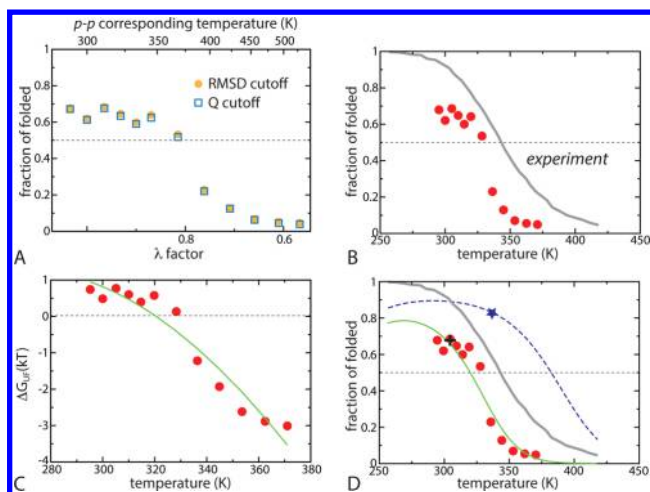 p-p corresponding temperature (K)
300 350 400 450 500
1
0.8
0.6
0.4
0.2
0
fraction of folded
RMSD cutoff
Q cutoff
0.8 0.6
λ factor
A
1
0.8
0.6
0.4
0.2
0
fraction of folded
experiment
250 300 350 400 450
temperature (K)
B
1
0
-1
-2
-3
-4
ΔG_UF(kT)
280 300 320 340 360 380
temperature (K)
C
1
0.8
0.6
0.4
0.2
0
fraction of folded
250 300 350 400 450
temperature (K)
D